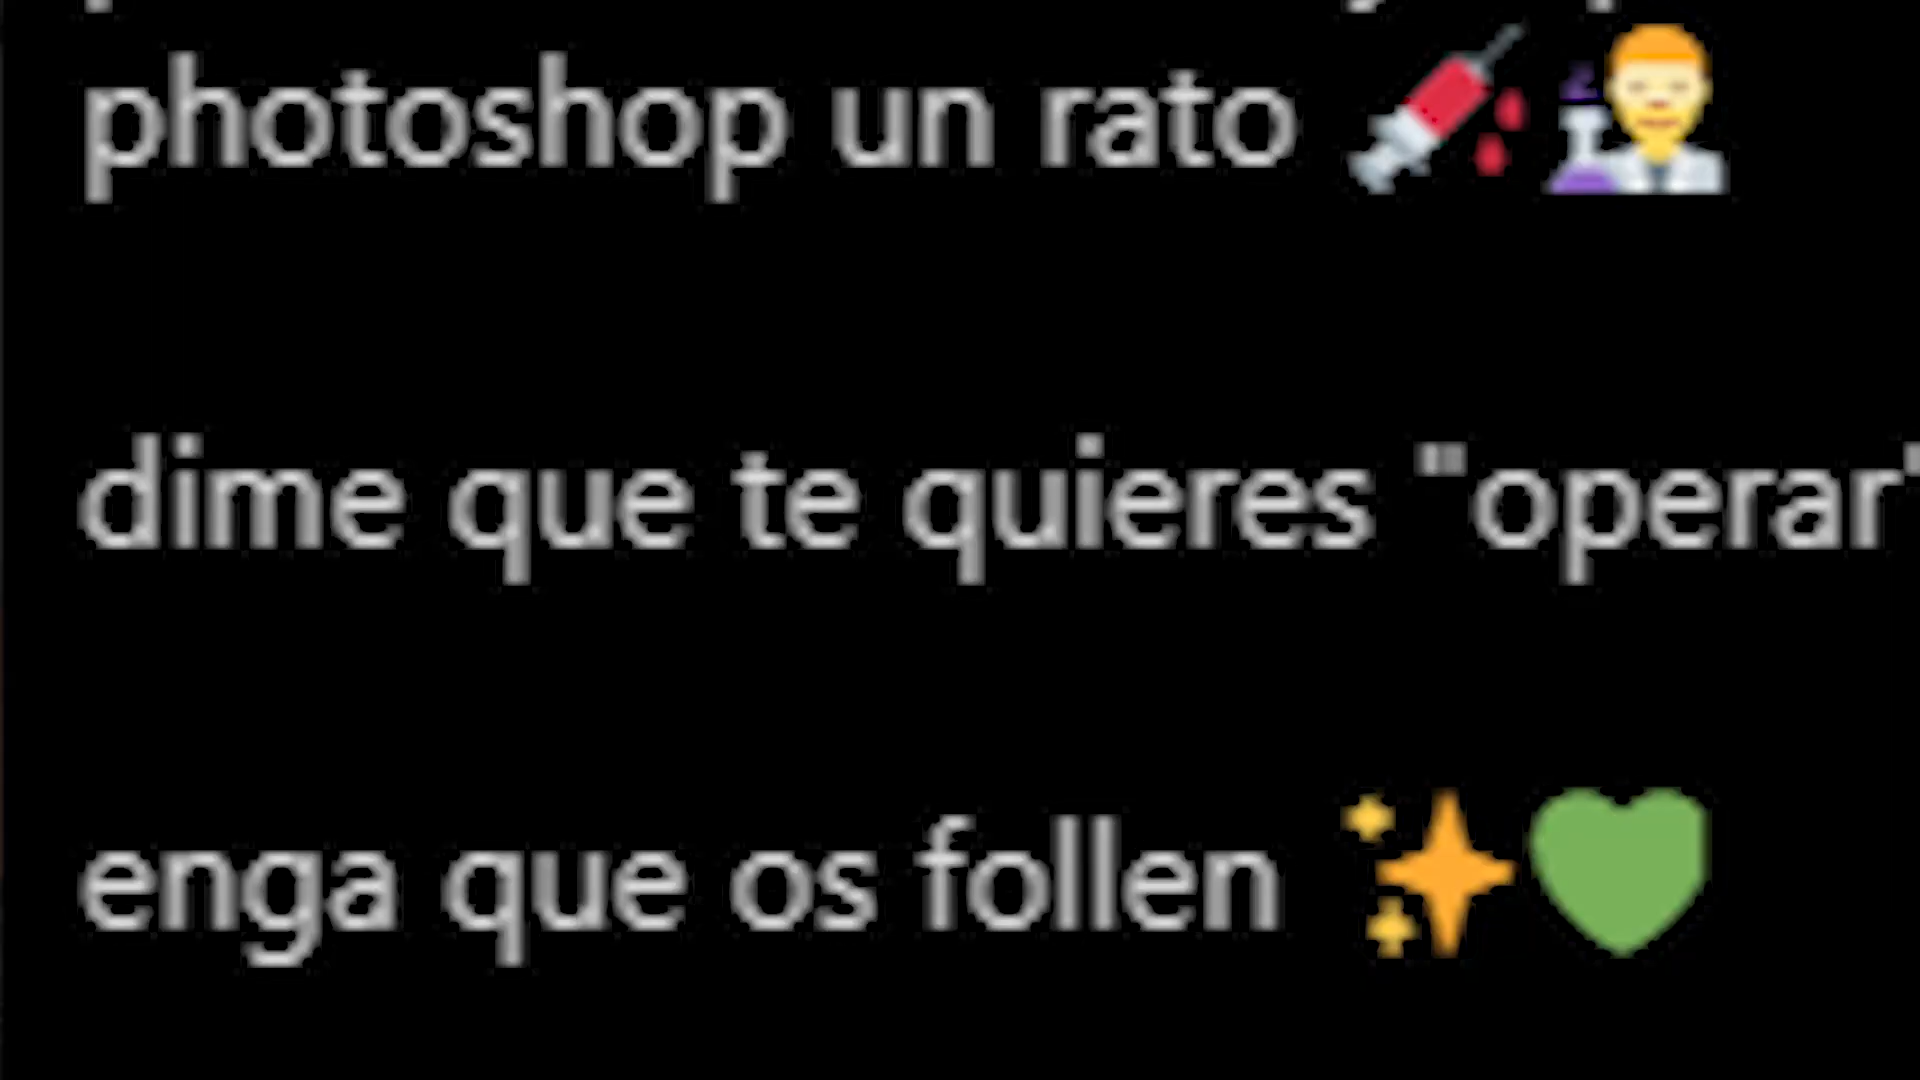 photoshop un rato 💉👨‍🔬
dime que te quieres "operar"
enga que os follen ✨💚